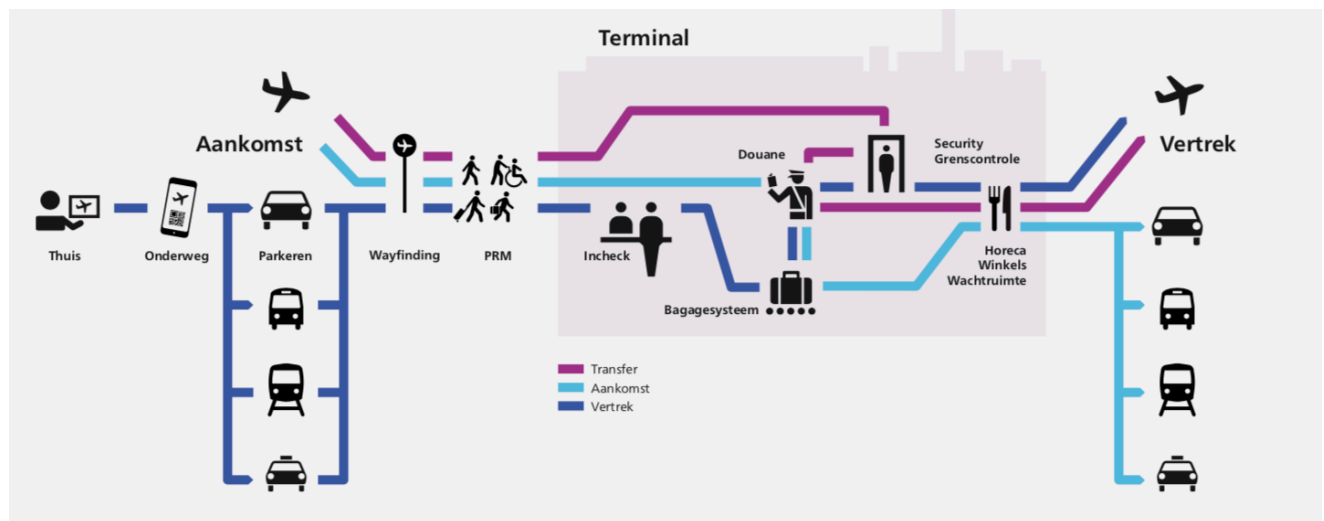 Terminal
Aankomst
Vertrek
Douane
Security
Grenscontrole
Thuis
Onderweg
Parkeren
Wayfinding
PRM
Incheck
Horeca
Winkels
Wachtruimte
Bagagesysteem
Transfer
Aankomst
Vertrek